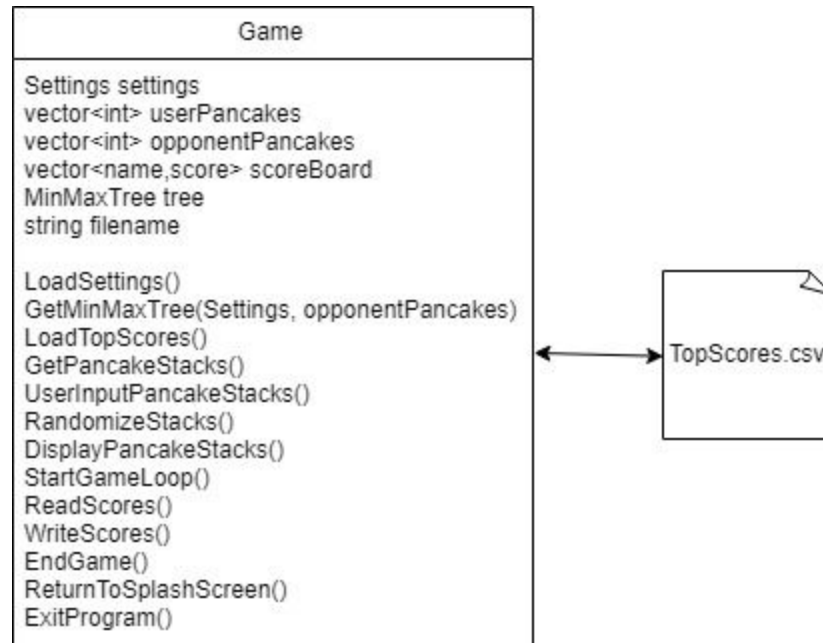 Game
Settings settings
vector<int> userPancakes
vector<int> opponentPancakes
vector<name,score> scoreBoard
MinMaxTree tree
string filename
LoadSettings()
GetMinMaxTree(Settings, opponentPancakes)
LoadTopScores()
GetPancakeStacks()
UserInputPancakeStacks()
RandomizeStacks()
DisplayPancakeStacks()
StartGameLoop()
ReadScores()
WriteScores()
EndGame()
ReturnToSplashScreen()
ExitProgram()
TopScores.csv